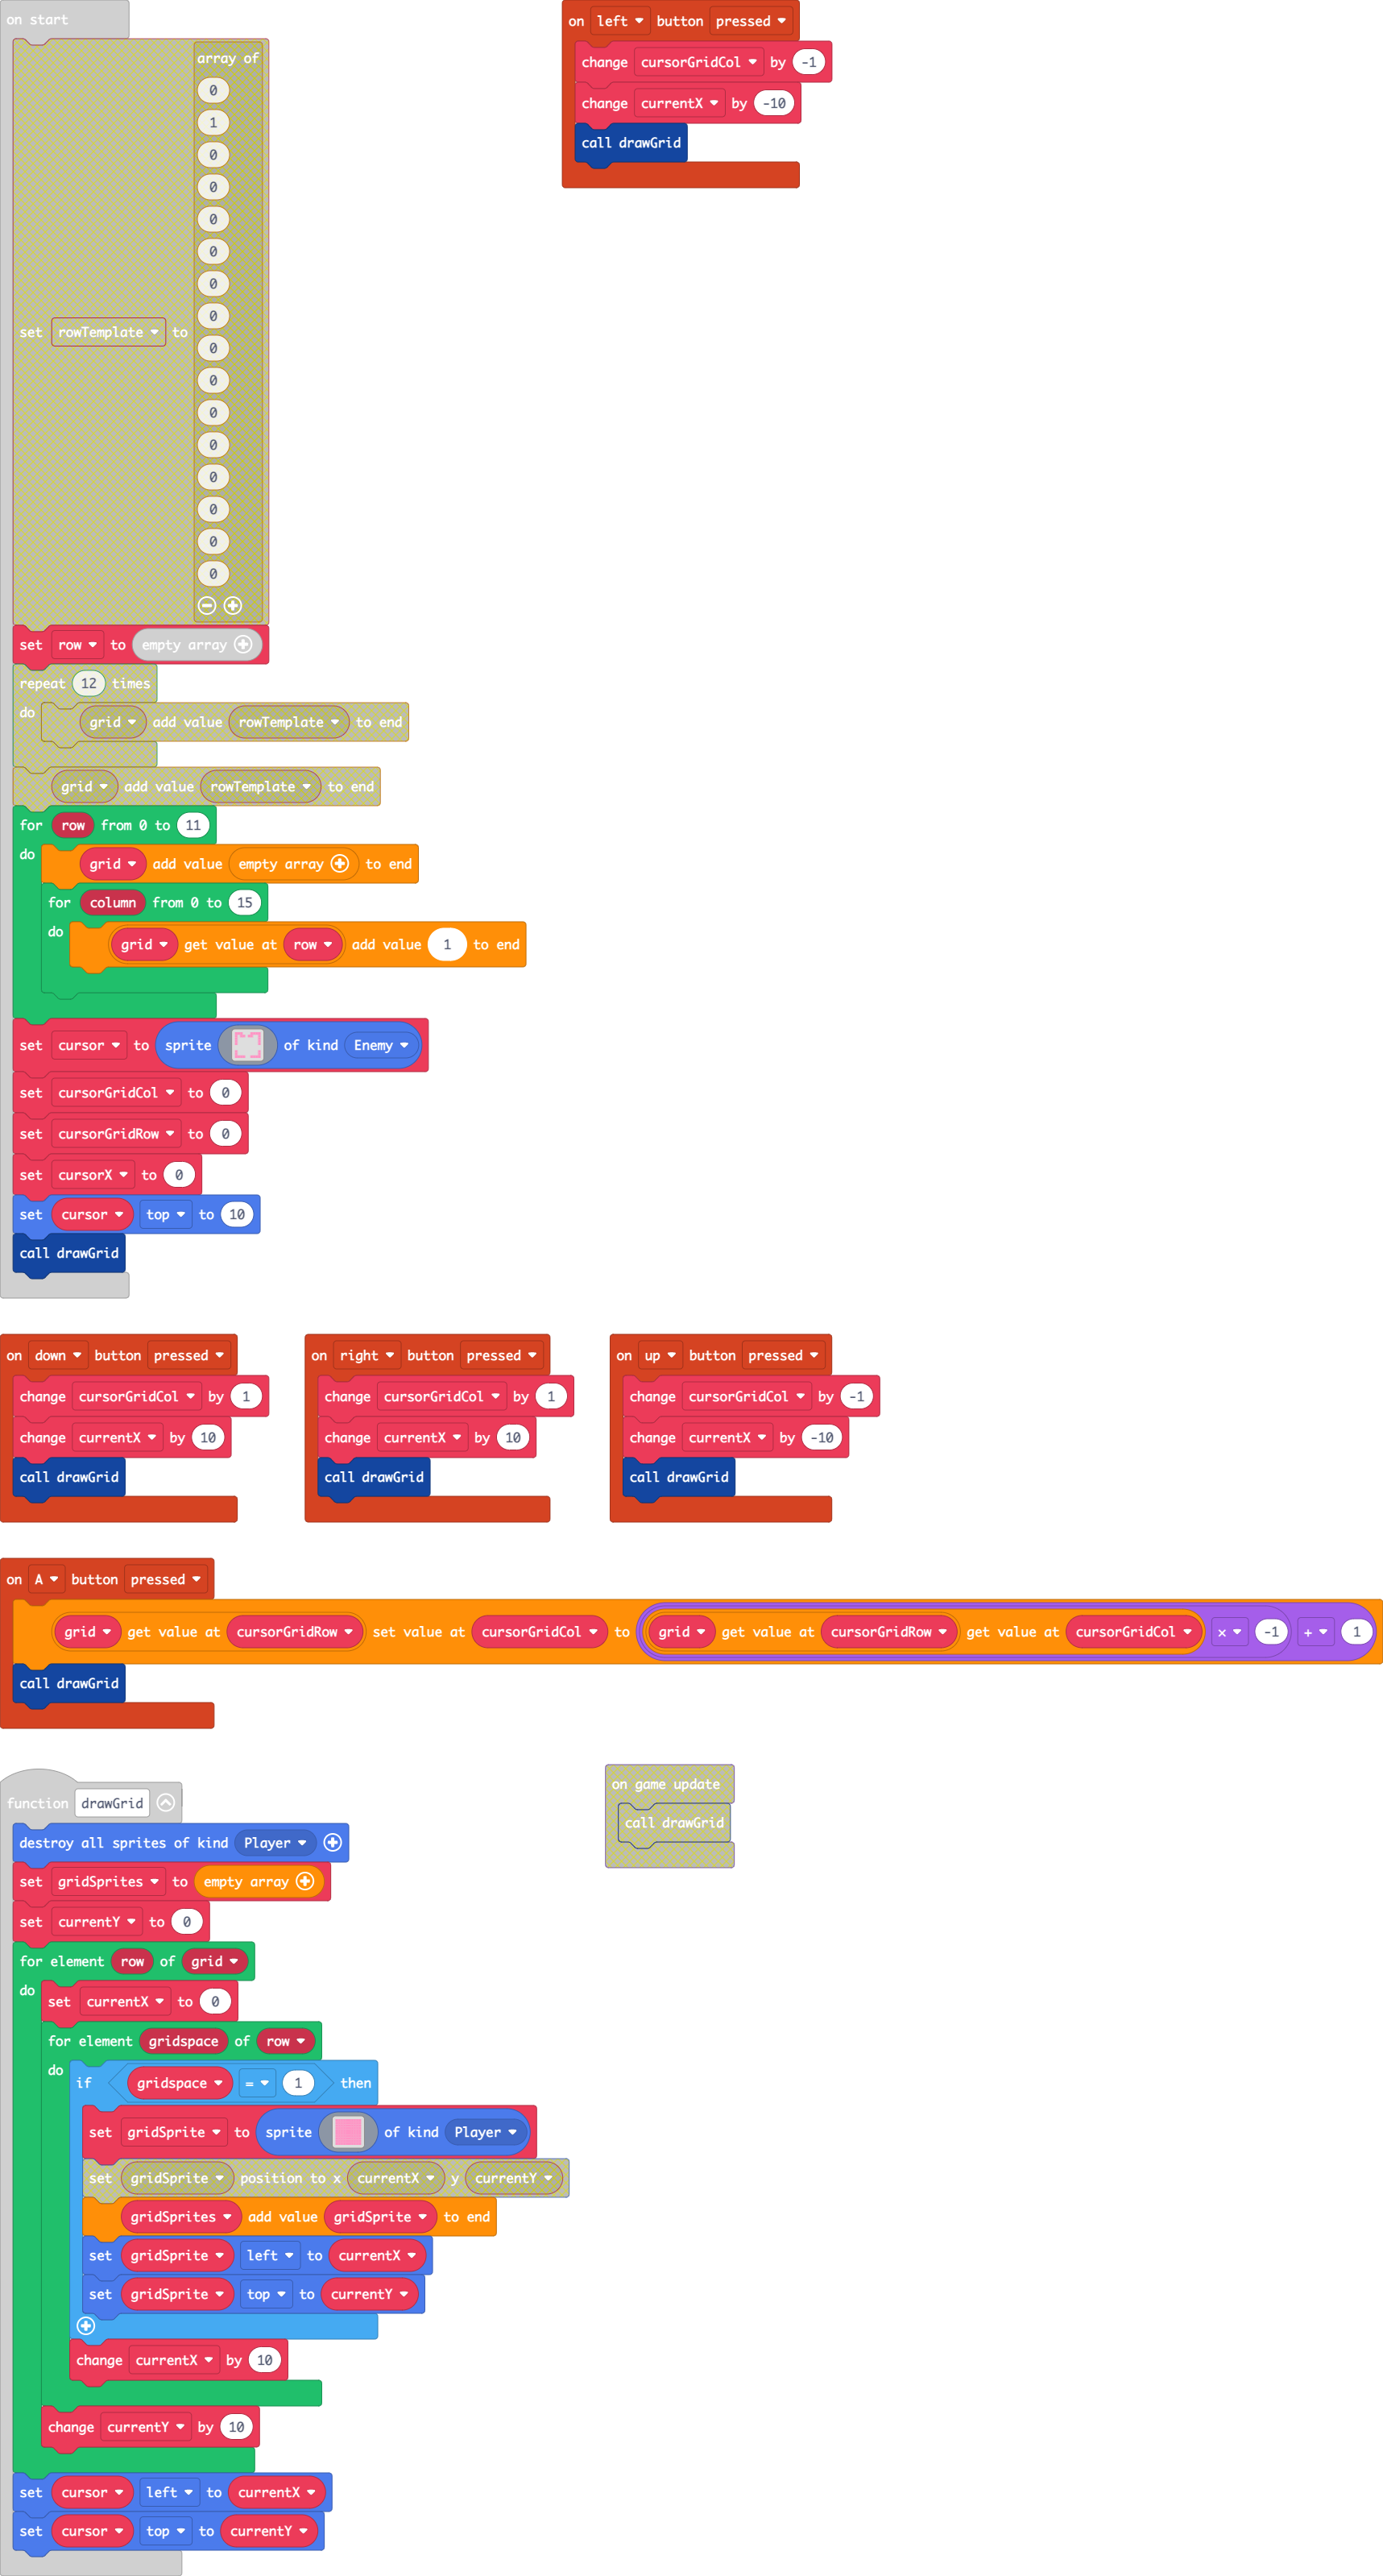 on start
array of
0
1
0
0
0
0
0
0
set rowTemplate to
0
0
0
0
0
0
0
0
set row to empty array
repeat 12 times
do grid add value rowTemplate to end
grid add value rowTemplate to end
for row from 0 to 11
do grid add value empty array to end
for column from 0 to 15
do grid get value at row add value 1 to end
set cursor to sprite of kind Enemy
set cursorGridCol to 0
set cursorGridRow to 0
set cursorX to 0
set cursor top to 10
call drawGrid
on left button pressed
change cursorGridCol by -1
change currentX by -10
call drawGrid
on down button pressed
change cursorGridCol by 1
change currentX by 10
call drawGrid
on right button pressed
change cursorGridCol by 1
change currentX by 10
call drawGrid
on up button pressed
change cursorGridCol by -1
change currentX by -10
call drawGrid
on A button pressed
grid get value at cursorGridRow set value at cursorGridCol to grid get value at cursorGridRow get value at cursorGridCol × -1 + 1
call drawGrid
function drawGrid
destroy all sprites of kind Player
set gridSprites to empty array
set currentY to 0
for element row of grid
do set currentX to 0
for element gridspace of row
do if gridspace = 1 then
set gridSprite to sprite of kind Player
set gridSprite position to x currentX y currentY
gridSprites add value gridSprite to end
set gridSprite left to currentX
set gridSprite top to currentY
change currentX by 10
change currentY by 10
set cursor left to currentX
set cursor top to currentY
on game update
call drawGrid